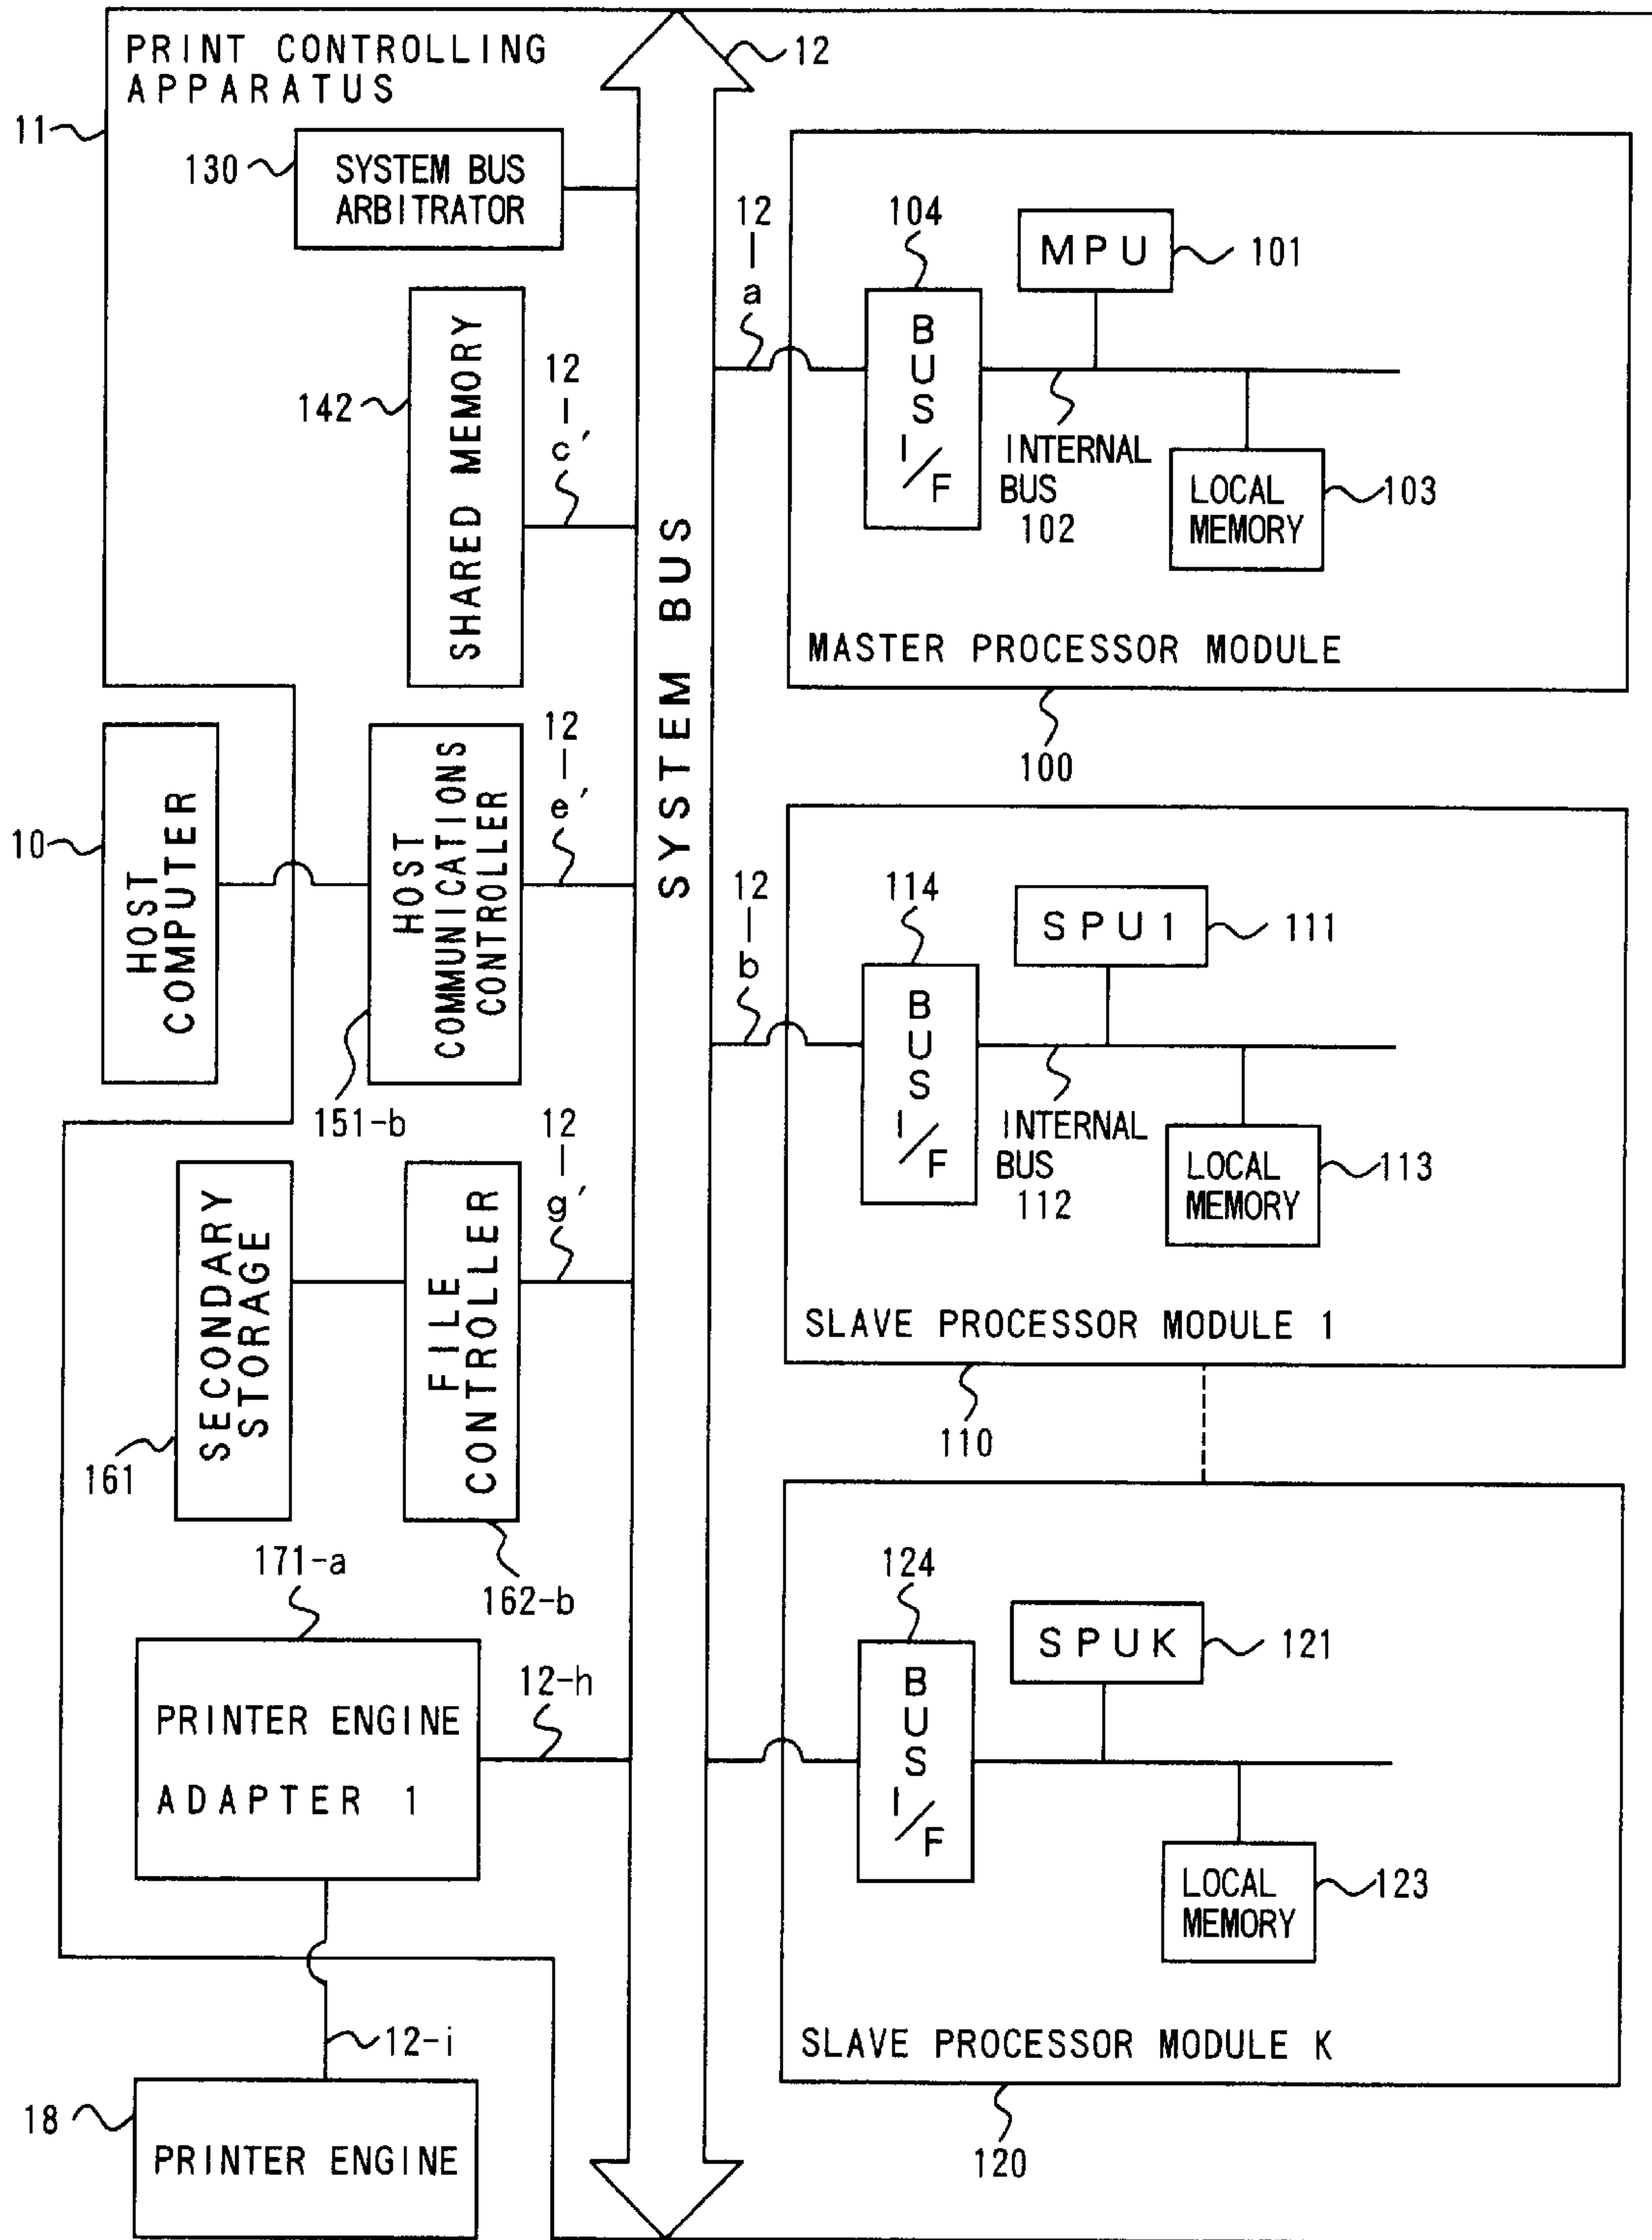 PRINT CONTROLLING
APPARATUS
11
12
130
SYSTEM BUS
ARBITRATOR
142
SHARED MEMORY
12-c'
SYSTEM BUS
12-a
104
BUS I/F
MPU
101
INTERNAL
BUS
102
LOCAL
MEMORY
103
MASTER PROCESSOR MODULE
100
10
HOST
COMPUTER
HOST
COMMUNICATIONS
CONTROLLER
151-b
12-e'
12-b
114
BUS I/F
SPU1
111
INTERNAL
BUS
112
LOCAL
MEMORY
113
SLAVE PROCESSOR MODULE 1
110
SECONDARY
STORAGE
161
FILE
CONTROLLER
162-b
12-g'
171-a
PRINTER ENGINE
ADAPTER 1
12-h
12-i
18
PRINTER ENGINE
124
BUS I/F
SPUK
121
LOCAL
MEMORY
123
SLAVE PROCESSOR MODULE K
120